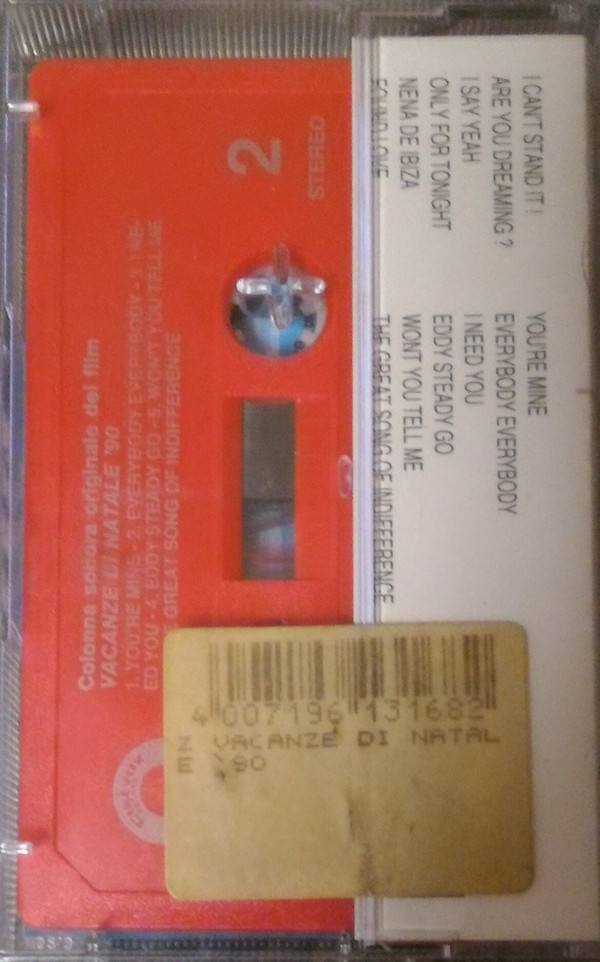 I CAN'T STAND IT !
ARE YOU DREAMING ?
I SAY YEAH
ONLY FOR TONIGHT
NENA DE IBIZA
FOUND LOVE
YOU'RE MINE
EVERYBODY EVERYBODY
I NEED YOU
EDDY STEADY GO
WONT YOU TELL ME
THE GREAT SONG OF INDIFFERENCE
2
STEREO
Colonna sonora originale del film
VACANZE DI NATALE '90
1. YOU'RE MINE - 2. EVERYBODY EVERYBODY - 3. I NE-
ED YOU - 4. EDDY STEADY GO - 5. WON'T YOU TELL ME
GREAT SONG OF INDIFFERENCE
4 007196 131682
Z VACANZE DI NATAL
E /90